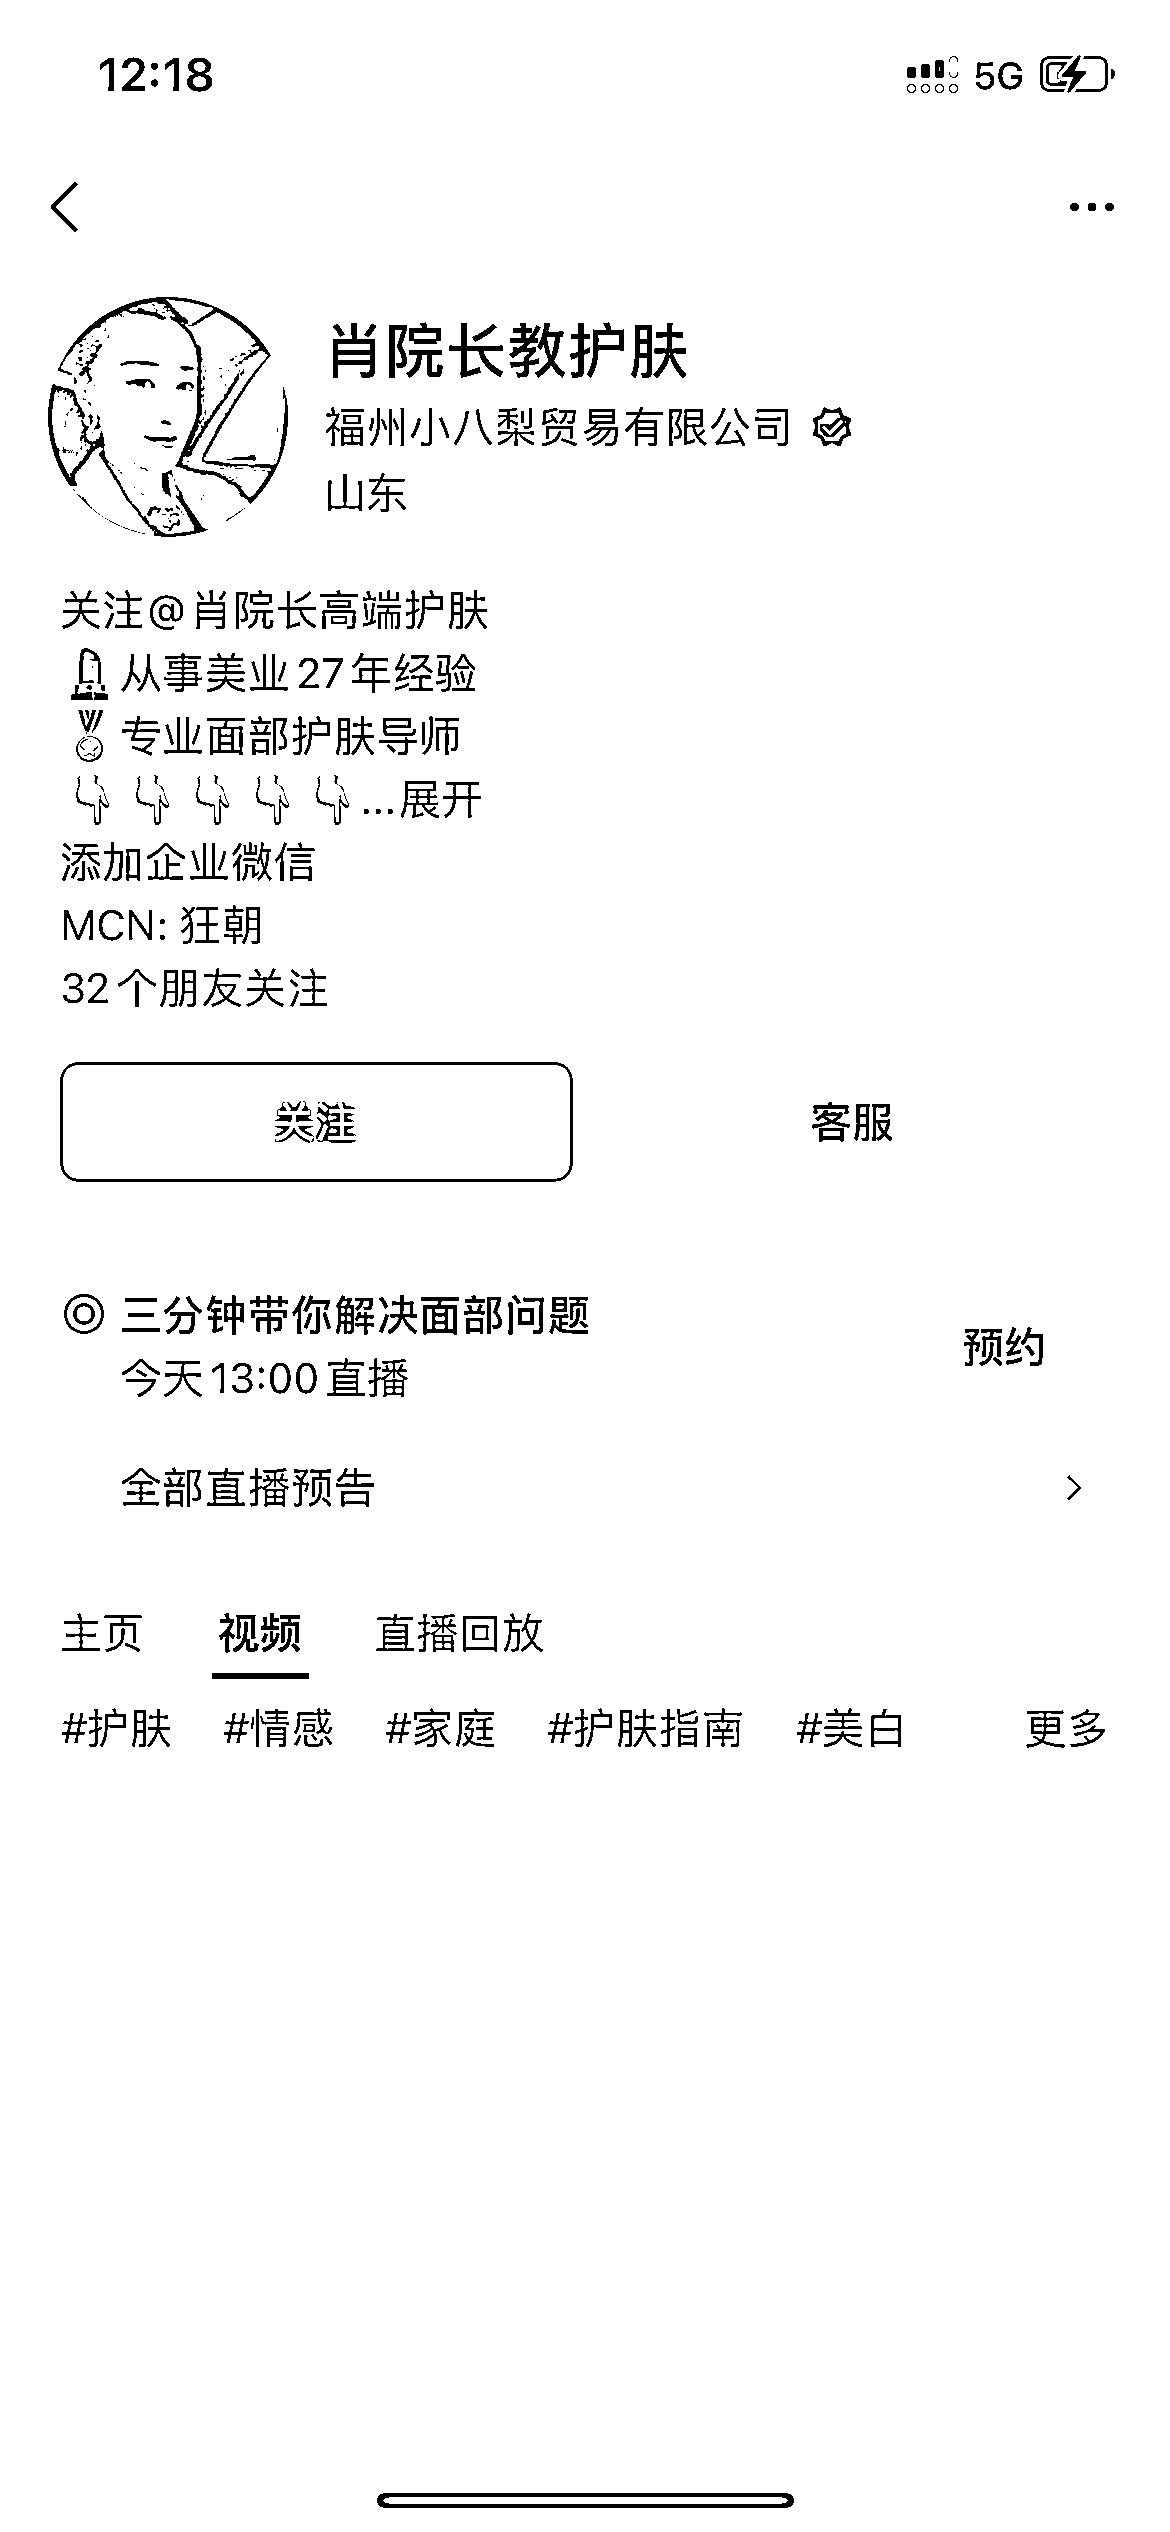 12:18
5G
肖院长教护肤
福州小八梨贸易有限公司
山东
关注@肖院长高端护肤
从事美业27年经验
专业面部护肤导师
...展开
添加企业微信
MCN: 狂朝
32个朋友关注
关注
客服
三分钟带你解决面部问题
预约
今天13:00直播
全部直播预告
主页 视频 直播回放
#护肤 #情感 #家庭 #护肤指南 #美白 更多